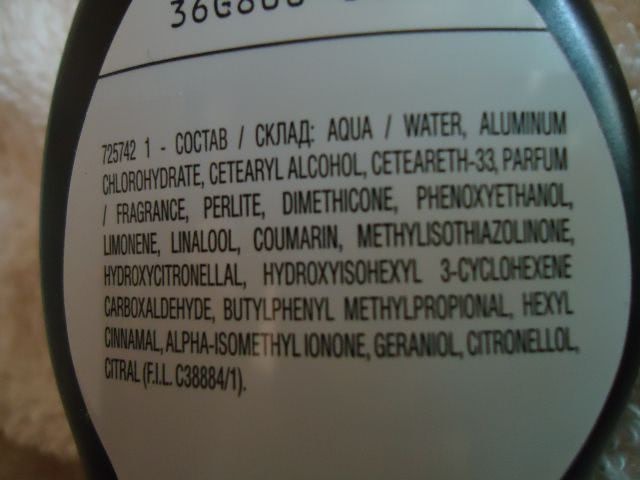 725742 1 - СОСТАВ / СКЛАД: AQUA / WATER, ALUMINUM
CHLOROHYDRATE, CETEARYL ALCOHOL, CETEARETH-33, PARFUM
/ FRAGRANCE, PERLITE, DIMETHICONE, PHENOXYETHANOL,
LIMONENE, LINALOOL, COUMARIN, METHYLISOTHIAZOLINONE,
HYDROXYCITRONELLAL, HYDROXYISOHEXYL 3-CYCLOHEXENE
CARBOXALDEHYDE, BUTYLPHENYL METHYLPROPIONAL, HEXYL
CINNAMAL, ALPHA-ISOMETHYL IONONE, GERANIOL, CITRONELLOL,
CITRAL (F.I.L. C38884/1).